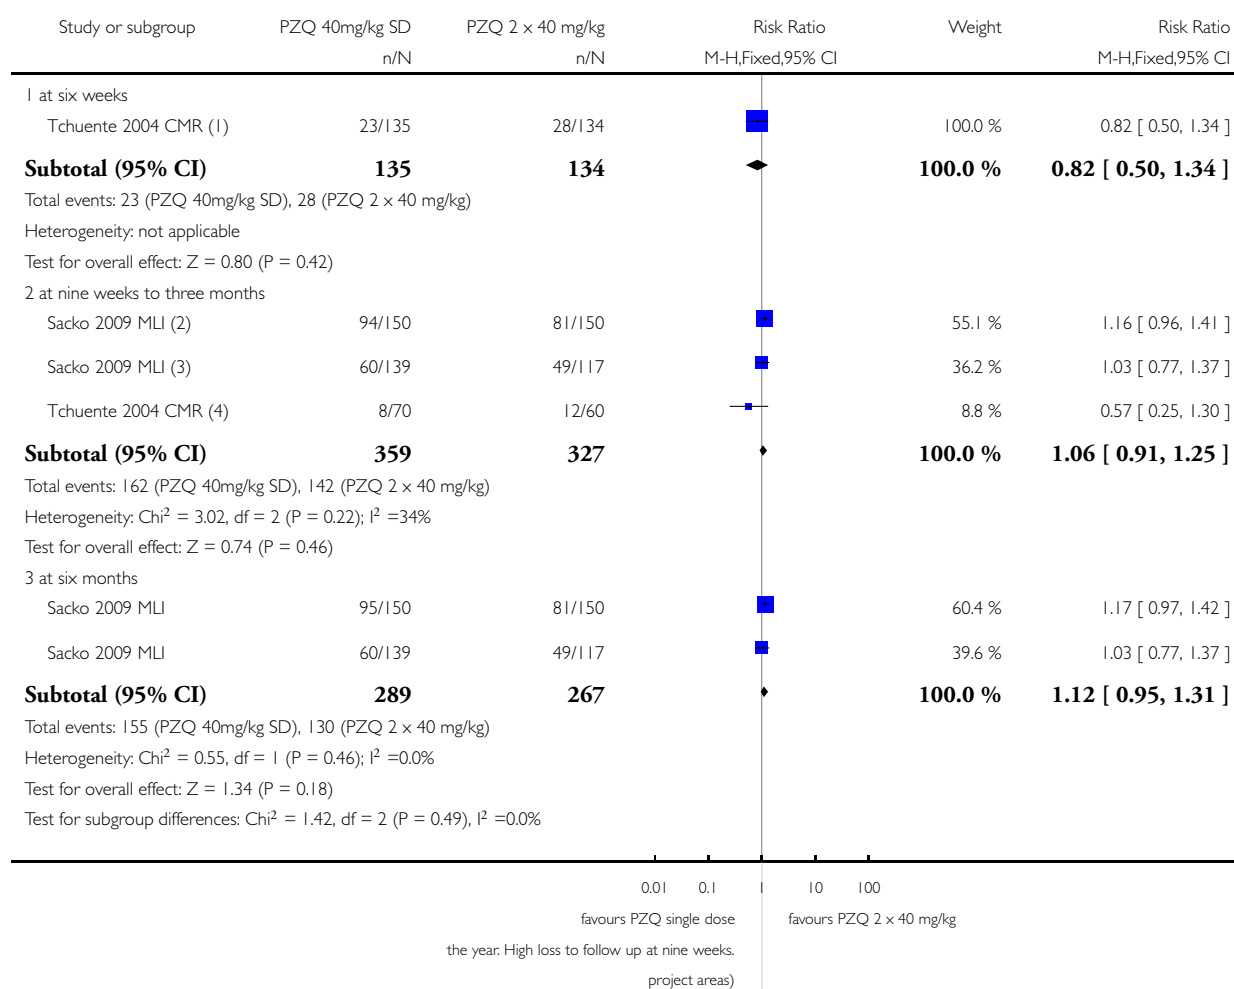 Study or subgroup PZQ 40mg/kg SD PZQ 2 x 40 mg/kg Risk Ratio Weight Risk Ratio
n/N n/N M-H,Fixed,95% CI M-H,Fixed,95% CI
1 at six weeks
Tchuente 2004 CMR (1) 23/135 28/134 100.0 % 0.82 [ 0.50, 1.34 ]
Subtotal (95% CI) 135 134 100.0 % 0.82 [ 0.50, 1.34 ]
Total events: 23 (PZQ 40mg/kg SD), 28 (PZQ 2 x 40 mg/kg)
Heterogeneity: not applicable
Test for overall effect: Z = 0.80 (P = 0.42)
2 at nine weeks to three months
Sacko 2009 MLI (2) 94/150 81/150 55.1 % 1.16 [ 0.96, 1.41 ]
Sacko 2009 MLI (3) 60/139 49/117 36.2 % 1.03 [ 0.77, 1.37 ]
Tchuente 2004 CMR (4) 8/70 12/60 8.8 % 0.57 [ 0.25, 1.30 ]
Subtotal (95% CI) 359 327 100.0 % 1.06 [ 0.91, 1.25 ]
Total events: 162 (PZQ 40mg/kg SD), 142 (PZQ 2 x 40 mg/kg)
Heterogeneity: Chi² = 3.02, df = 2 (P = 0.22); I² =34%
Test for overall effect: Z = 0.74 (P = 0.46)
3 at six months
Sacko 2009 MLI 95/150 81/150 60.4 % 1.17 [ 0.97, 1.42 ]
Sacko 2009 MLI 60/139 49/117 39.6 % 1.03 [ 0.77, 1.37 ]
Subtotal (95% CI) 289 267 100.0 % 1.12 [ 0.95, 1.31 ]
Total events: 155 (PZQ 40mg/kg SD), 130 (PZQ 2 x 40 mg/kg)
Heterogeneity: Chi² = 0.55, df = 1 (P = 0.46); I² =0.0%
Test for overall effect: Z = 1.34 (P = 0.18)
Test for subgroup differences: Chi² = 1.42, df = 2 (P = 0.49), I² =0.0%
0.01 0.1 1 10 100
favours PZQ single dose favours PZQ 2 x 40 mg/kg
the year. High loss to follow up at nine weeks.
project areas)